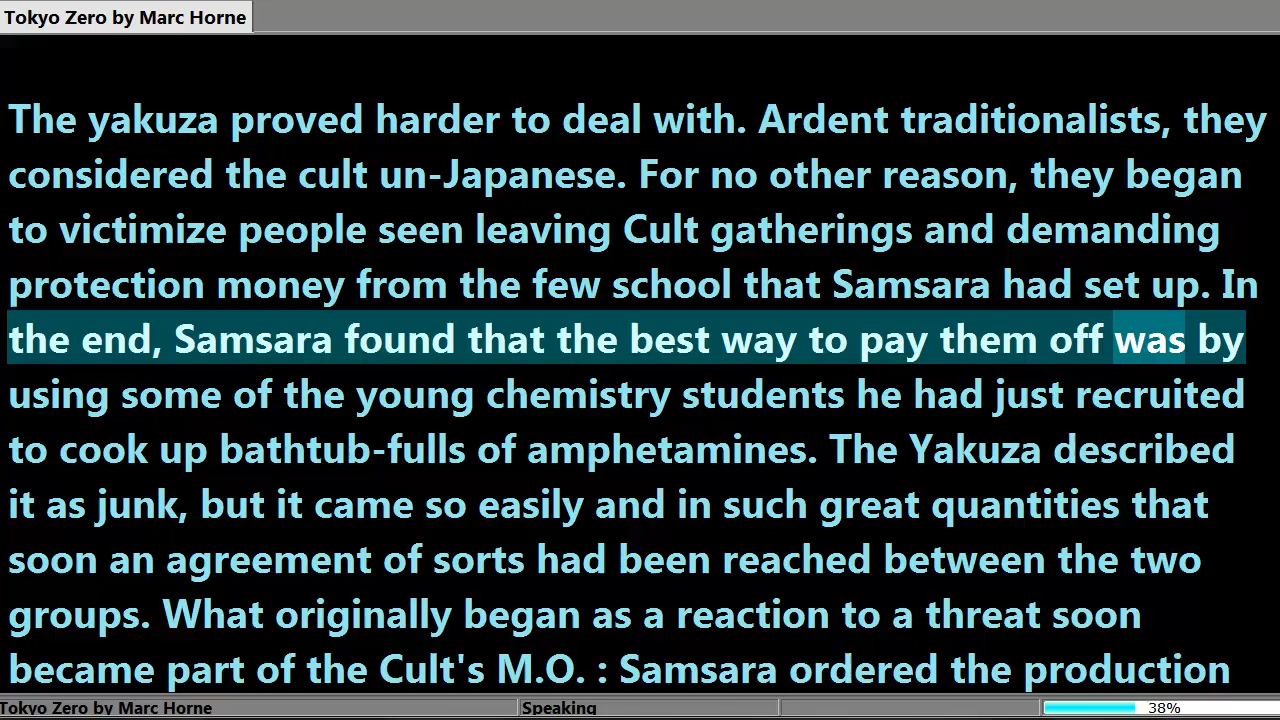 Tokyo Zero by Marc Horne
The yakuza proved harder to deal with. Ardent traditionalists, they
considered the cult un-Japanese. For no other reason, they began
to victimize people seen leaving Cult gatherings and demanding
protection money from the few school that Samsara had set up. In
the end, Samsara found that the best way to pay them off was by
using some of the young chemistry students he had just recruited
to cook up bathtub-fulls of amphetamines. The Yakuza described
it as junk, but it came so easily and in such great quantities that
soon an agreement of sorts had been reached between the two
groups. What originally began as a reaction to a threat soon
became part of the Cult's M.O. : Samsara ordered the production
Tokyo Zero by Marc Horne Speaking 38%